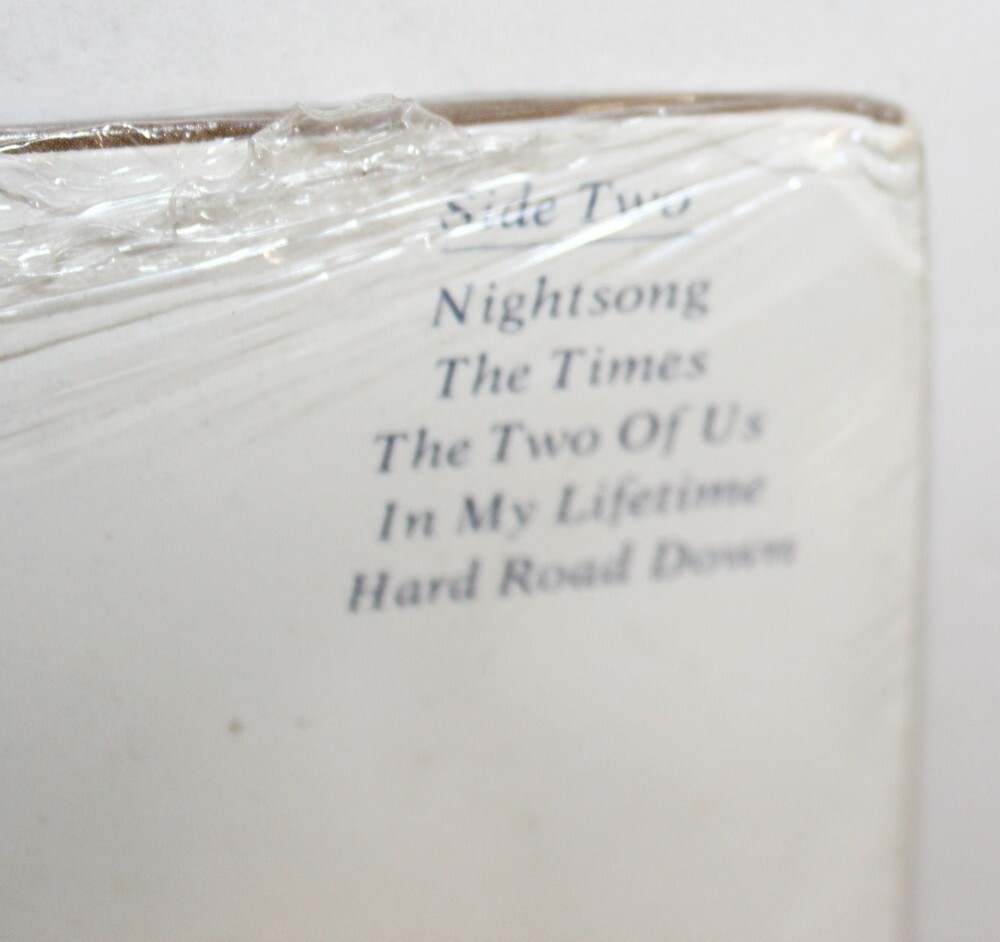 Side Two
Nightsong
The Times
The Two Of Us
In My Lifetime
Hard Road Down